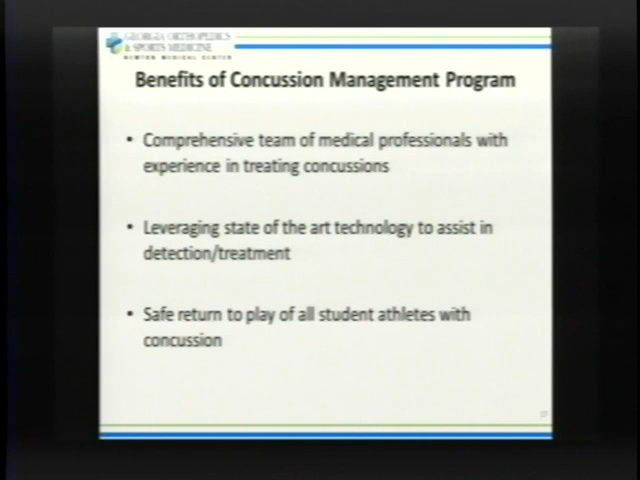 GEORGIA ORTHOPEDICS
& SPORTS MEDICINE
NEWTON MEDICAL CENTER
Benefits of Concussion Management Program
• Comprehensive team of medical professionals with
experience in treating concussions
• Leveraging state of the art technology to assist in
detection/treatment
• Safe return to play of all student athletes with
concussion